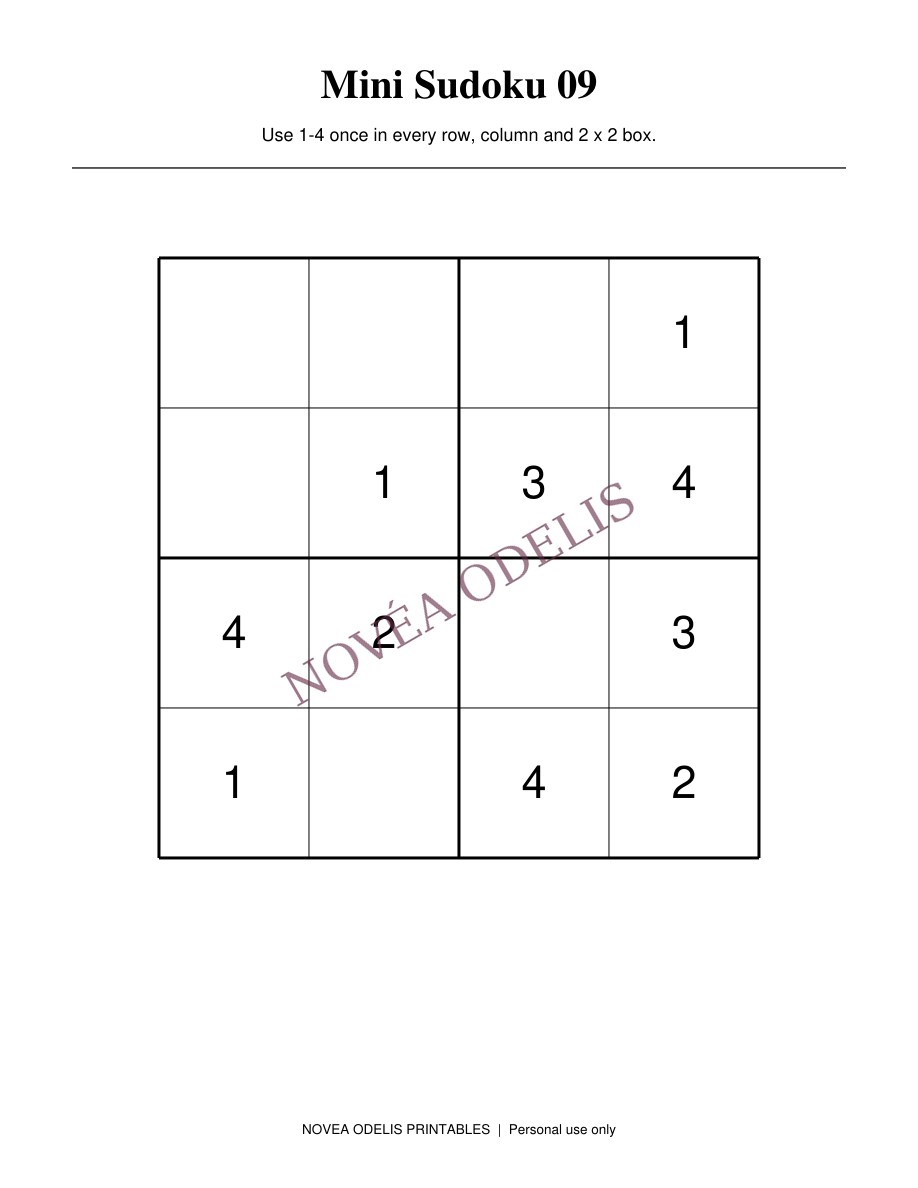 Mini Sudoku 09
Use 1-4 once in every row, column and 2 x 2 box.
1
1 3 4
4 2 3
1 4 2
NOVÉA ODELIS
NOVEA ODELIS PRINTABLES | Personal use only